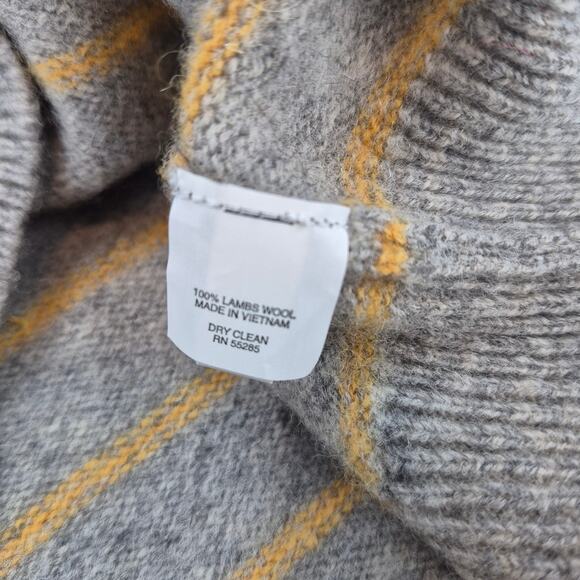 100% LAMBS WOOL
MADE IN VIETNAM
DRY CLEAN
RN 55285